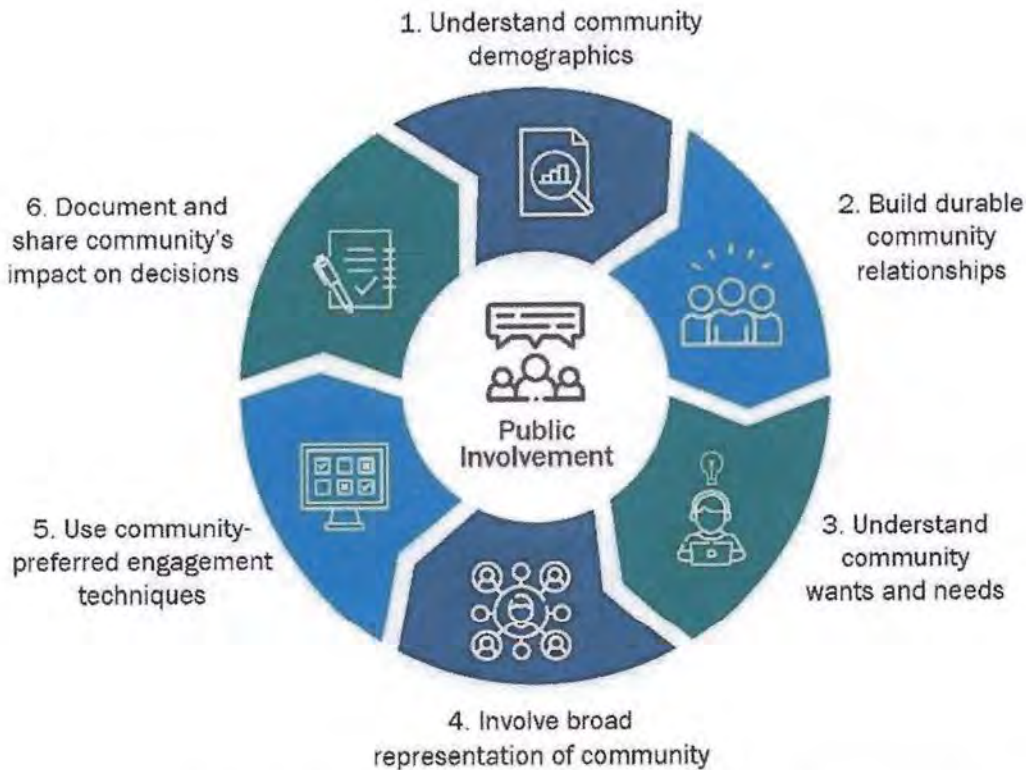 1. Understand community
demographics
2. Build durable
community
relationships
3. Understand
community
wants and needs
4. Involve broad
representation of community
5. Use community-
preferred engagement
techniques
6. Document and
share community's
impact on decisions
Public
Involvement